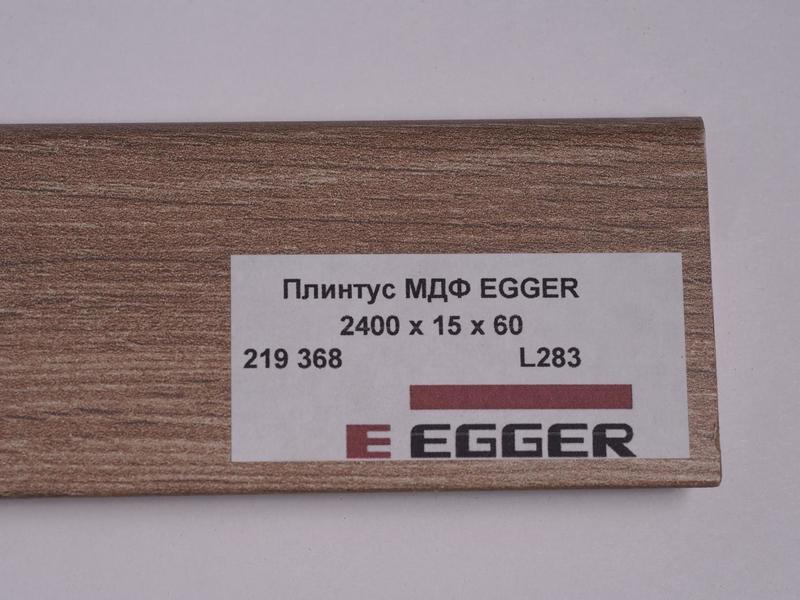 Плинтус МДФ EGGER
2400 x 15 x 60
219 368 L283
E EGGER